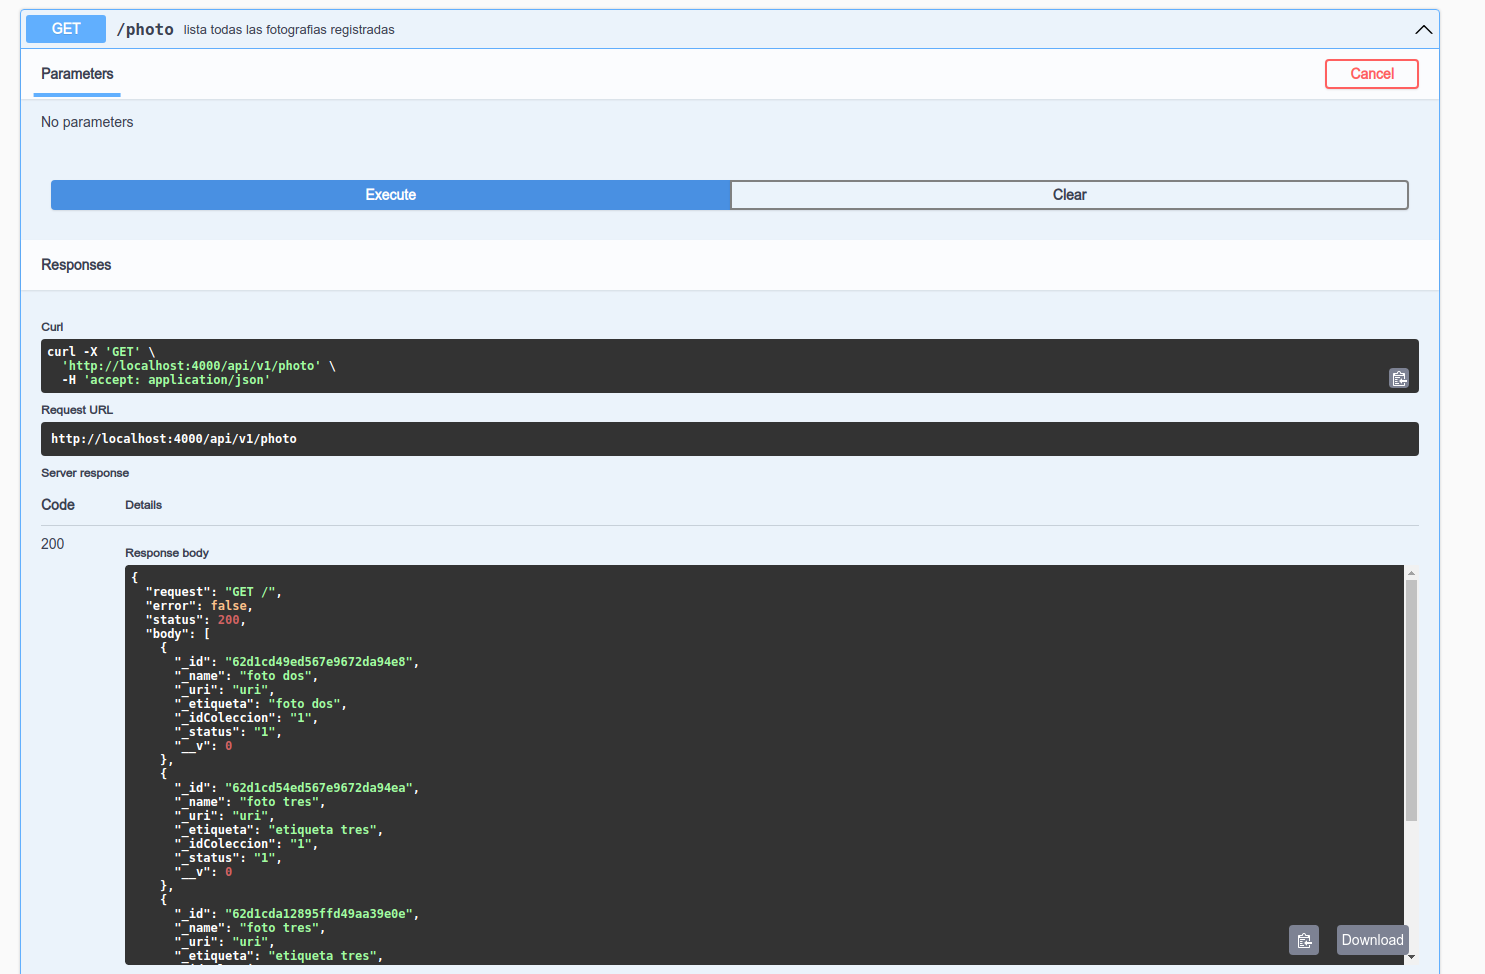 GET /photo lista todas las fotografias registradas
Parameters
Cancel
No parameters
Execute
Clear
Responses
Curl
curl -X 'GET' \
  'http://localhost:4000/api/v1/photo' \
  -H 'accept: application/json'
Request URL
http://localhost:4000/api/v1/photo
Server response
Code Details
200
Response body
{
  "request": "GET /",
  "error": false,
  "status": 200,
  "body": [
    {
      "_id": "62d1cd49ed567e9672da94e8",
      "_name": "foto dos",
      "_uri": "uri",
      "_etiqueta": "foto dos",
      "_idColeccion": "1",
      "_status": "1",
      "__v": 0
    },
    {
      "_id": "62d1cd54ed567e9672da94ea",
      "_name": "foto tres",
      "_uri": "uri",
      "_etiqueta": "etiqueta tres",
      "_idColeccion": "1",
      "_status": "1",
      "__v": 0
    },
    {
      "_id": "62d1cda12895ffd49aa39e0e",
      "_name": "foto tres",
      "_uri": "uri",
      "_etiqueta": "etiqueta tres",
Download